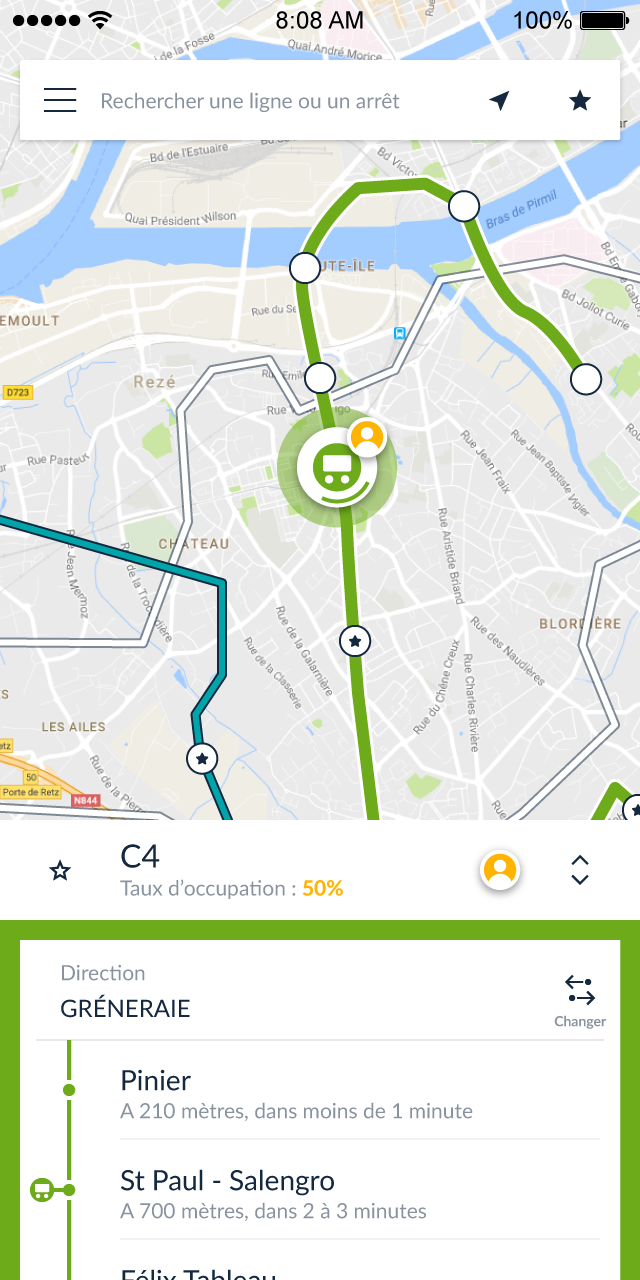 8:08 AM
100%
de la Fosse
Quai André Morice
Rechercher une ligne ou un arrêt
Bd de l'Estuaire
Bd Victor
Quai Président Wilson
Bras de Pirmil
UTE-ÎLE
Bd Joliot Curie
Rue du Se
EMOULT
Rezé
Rue Emile
D723
Rue Pasteur
Rue Jean Fraix
Rue Jean Baptiste Vigier
CHÂTEAU
Rue Jean Mermoz
Rue de la Trocardière
Rue Aristide Briand
Rue de la Galarnière
Rue de la Classerie
BLORDIÈRE
Rue des Naudières
Rue du Chêne Creux
Rue Charles Rivière
LES AILES
etz
50
Porte de Retz
N844
Rue de la Pierre
C4
Taux d'occupation : 50%
Direction
GRÉNERAIE
Changer
Pinier
A 210 mètres, dans moins de 1 minute
St Paul - Salengro
A 700 mètres, dans 2 à 3 minutes
Félix Tableau